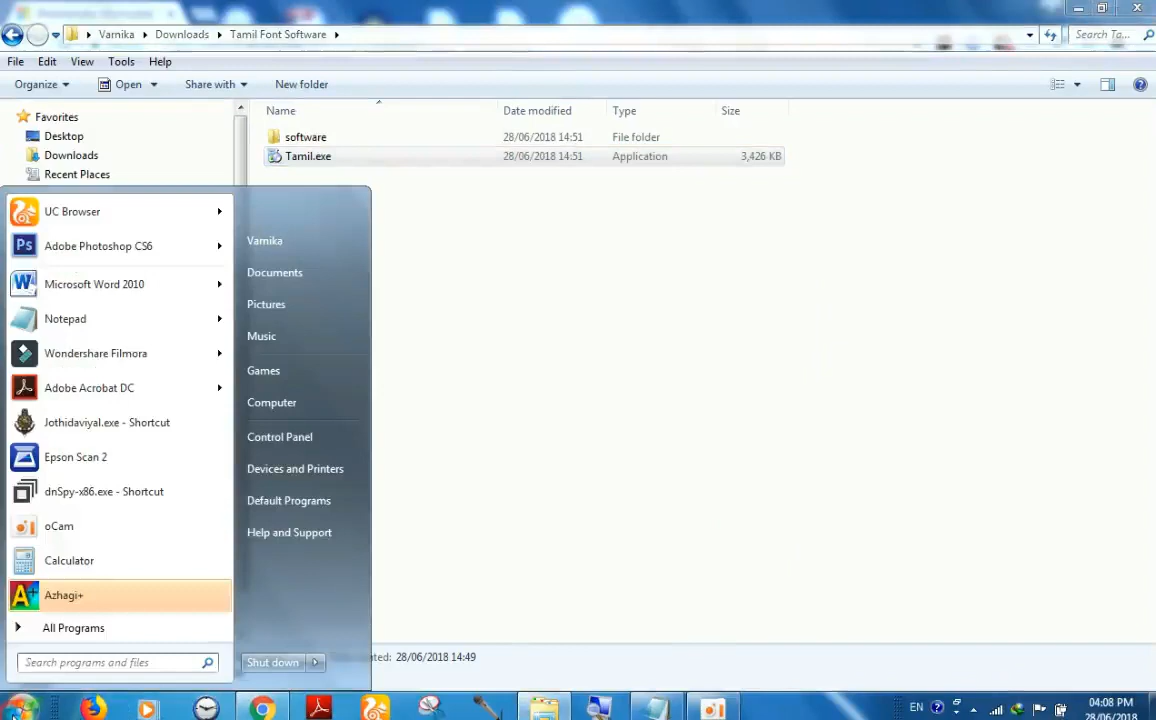 Varnika Downloads Tamil Font Software Search Ta...
File Edit View Tools Help
Organize Open Share with New folder
Name Date modified Type Size
Favorites
Desktop
Downloads
Recent Places
software 28/06/2018 14:51 File folder
Tamil.exe 28/06/2018 14:51 Application 3,426 KB
UC Browser
Adobe Photoshop CS6
Microsoft Word 2010
Notepad
Wondershare Filmora
Adobe Acrobat DC
Jothidaviyal.exe - Shortcut
Epson Scan 2
dnSpy-x86.exe - Shortcut
oCam
Calculator
Azhagi+
All Programs
Search programs and files
Varnika
Documents
Pictures
Music
Games
Computer
Control Panel
Devices and Printers
Default Programs
Help and Support
Shut down
28/06/2018 14:49
EN
04:08 PM
28/06/2018